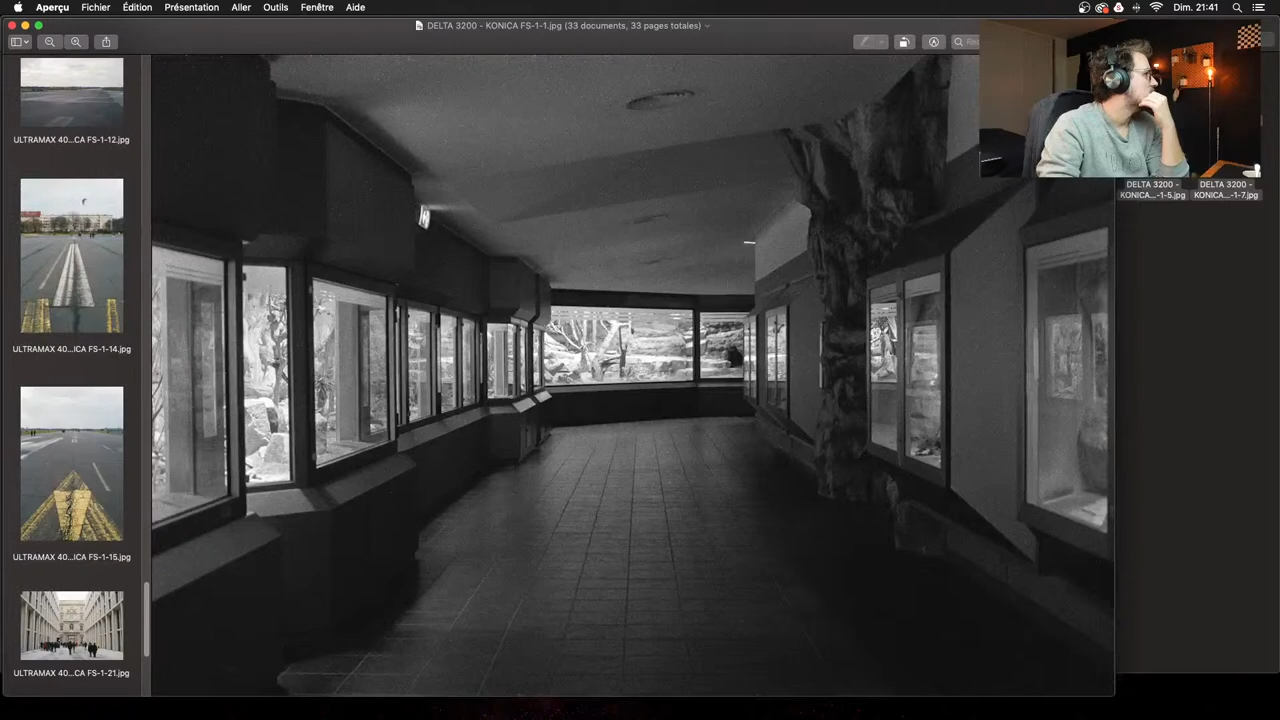 Aperçu Fichier Édition Présentation Aller Outils Fenêtre Aide Dim. 21:41
DELTA 3200 - KONICA FS-1-1.jpg (33 documents, 33 pages totales)
ULTRAMAX 40...CA FS-1-12.jpg
ULTRAMAX 40...ICA FS-1-14.jpg
ULTRAMAX 40...ICA FS-1-15.jpg
ULTRAMAX 40...CA FS-1-21.jpg
DELTA 3200 -
KONICA...-1-5.jpg
DELTA 3200 -
KONICA...-1-7.jpg